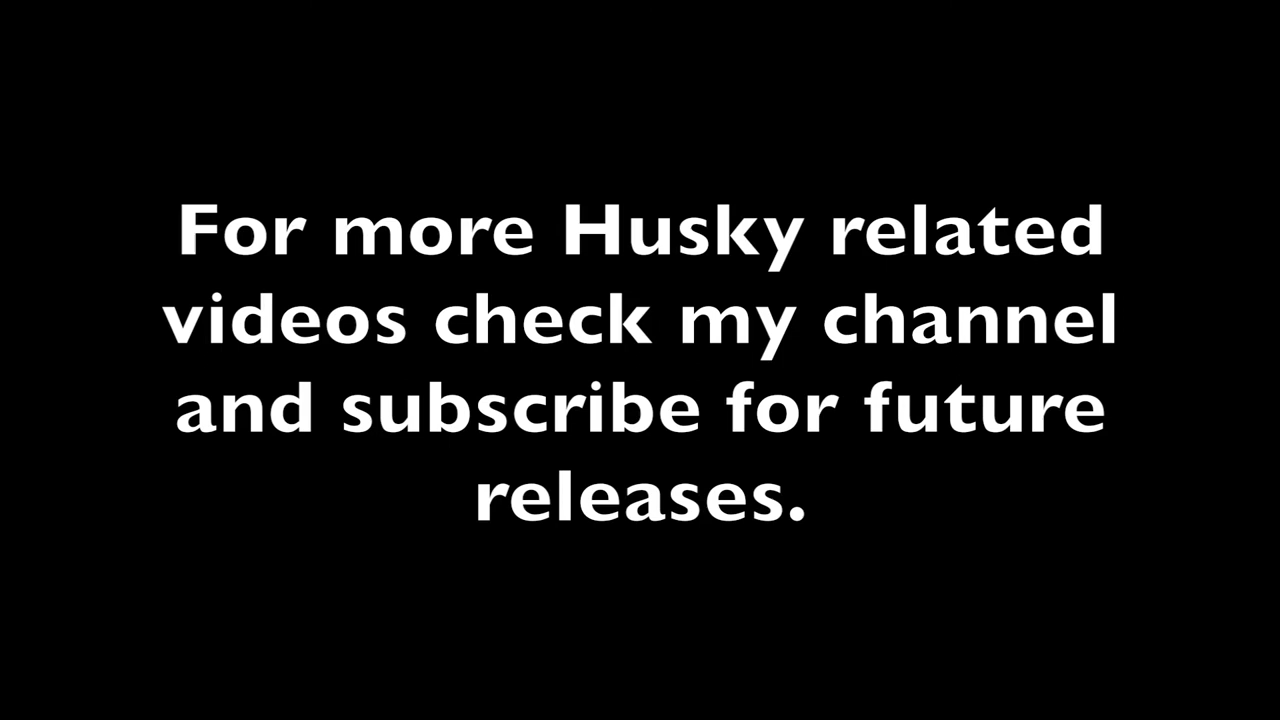 For more Husky related
videos check my channel
and subscribe for future
releases.